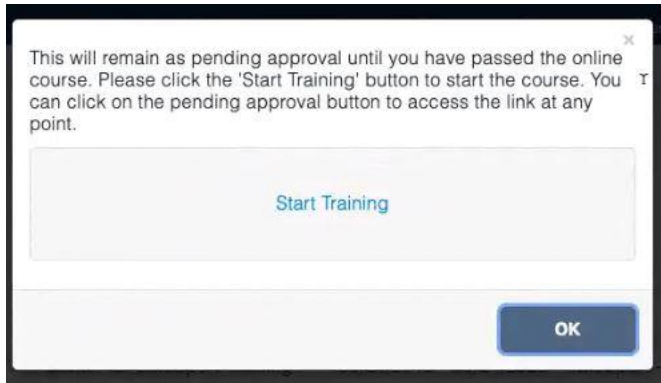 ×
This will remain as pending approval until you have passed the online
course. Please click the 'Start Training' button to start the course. You
can click on the pending approval button to access the link at any
point.
Start Training
OK